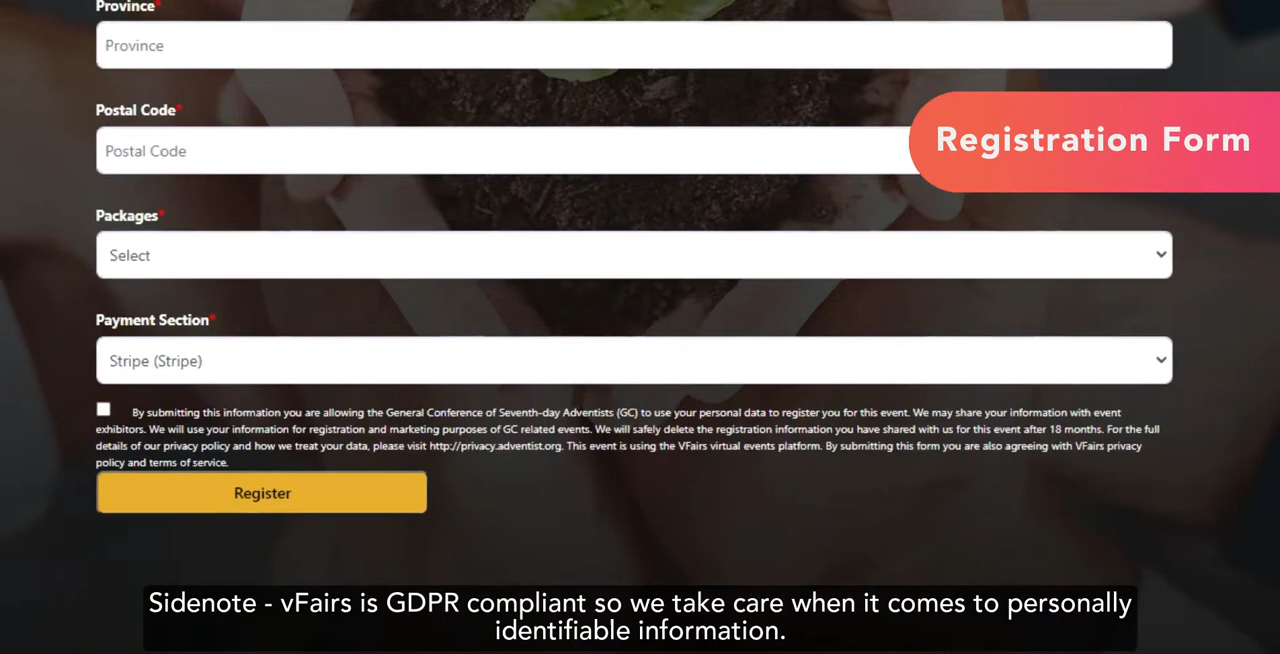 Province*
Province
Postal Code*
Postal Code
Registration Form
Packages*
Select
Payment Section*
Stripe (Stripe)
By submitting this information you are allowing the General Conference of Seventh-day Adventists (GC) to use your personal data to register you for this event. We may share your information with event
exhibitors. We will use your information for registration and marketing purposes of GC related events. We will safely delete the registration information you have shared with us for this event after 18 months. For the full
details of our privacy policy and how we treat your data, please visit http://privacy.adventist.org. This event is using the VFairs virtual events platform. By submitting this form you are also agreeing with VFairs privacy
policy and terms of service.
Register
Sidenote - vFairs is GDPR compliant so we take care when it comes to personally
identifiable information.